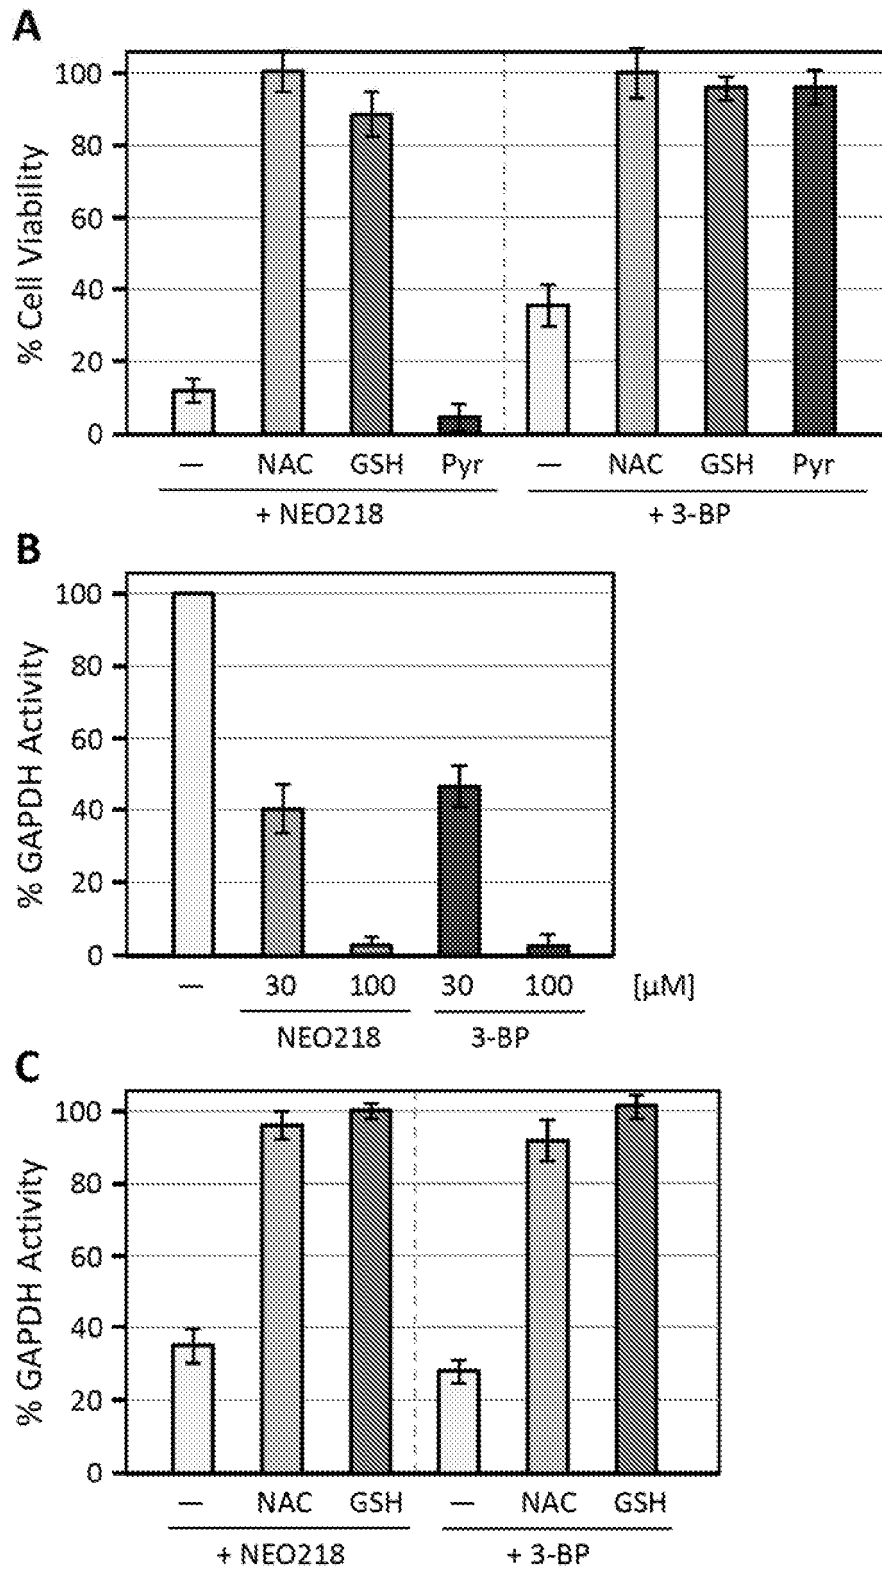 A
% Cell Viability
100
80
60
40
20
0
— NAC GSH Pyr — NAC GSH Pyr
+ NEO218 + 3-BP
B
% GAPDH Activity
100
80
60
40
20
0
— 30 100 30 100 [µM]
NEO218 3-BP
C
% GAPDH Activity
100
80
60
40
20
0
— NAC GSH — NAC GSH
+ NEO218 + 3-BP